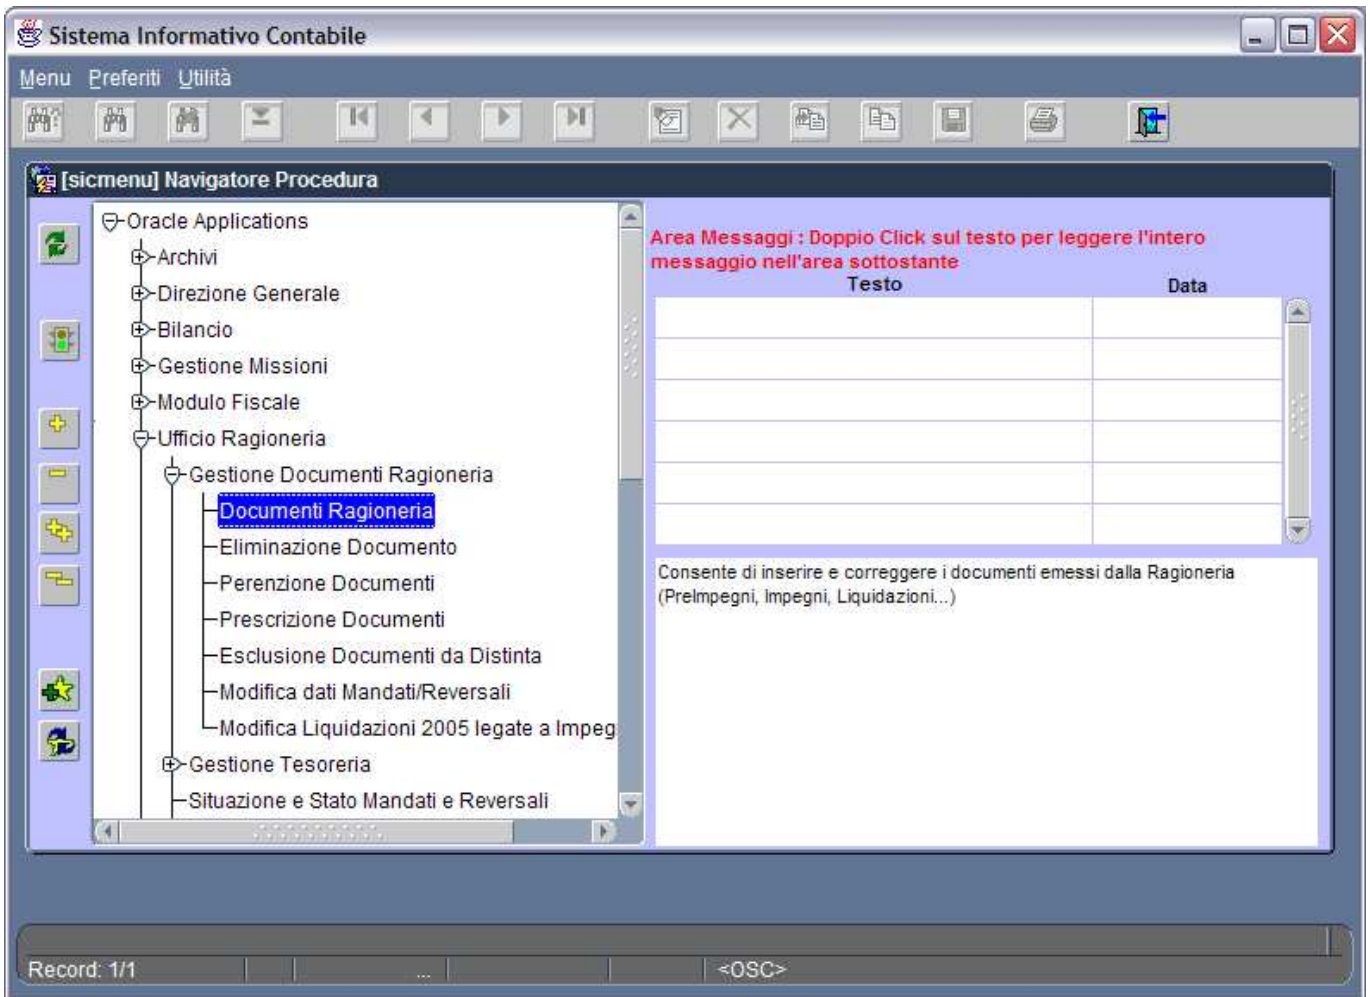 Sistema Informativo Contabile
Menu Preferiti Utilità
[sicmenu] Navigatore Procedura
Oracle Applications
Archivi
Direzione Generale
Bilancio
Gestione Missioni
Modulo Fiscale
Ufficio Ragioneria
Gestione Documenti Ragioneria
Documenti Ragioneria
Eliminazione Documento
Perenzione Documenti
Prescrizione Documenti
Esclusione Documenti da Distinta
Modifica dati Mandati/Reversali
Modifica Liquidazioni 2005 legate a Impeg
Gestione Tesoreria
Situazione e Stato Mandati e Reversali
Area Messaggi : Doppio Click sul testo per leggere l'intero
messaggio nell'area sottostante
Testo Data
Consente di inserire e correggere i documenti emessi dalla Ragioneria
(PreImpegni, Impegni, Liquidazioni...)
Record: 1/1 ... <OSC>